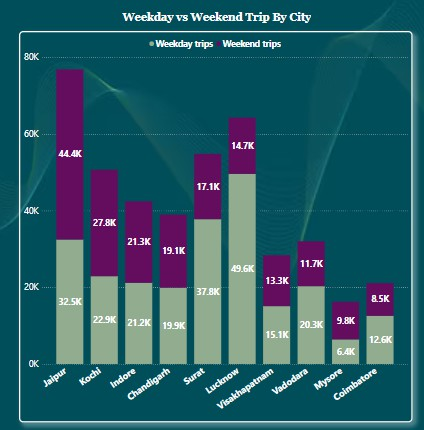 Weekday vs Weekend Trip By City
Weekday trips Weekend trips
80K
60K
40K
20K
0K
44.4K
27.8K
21.3K
19.1K
17.1K
14.7K
13.3K
11.7K
9.8K
8.5K
32.5K
22.9K
21.2K
19.9K
37.8K
49.6K
15.1K
20.3K
6.4K
12.6K
Jaipur
Kochi
Indore
Chandigarh
Surat
Lucknow
Visakhapatnam
Vadodara
Mysore
Coimbatore